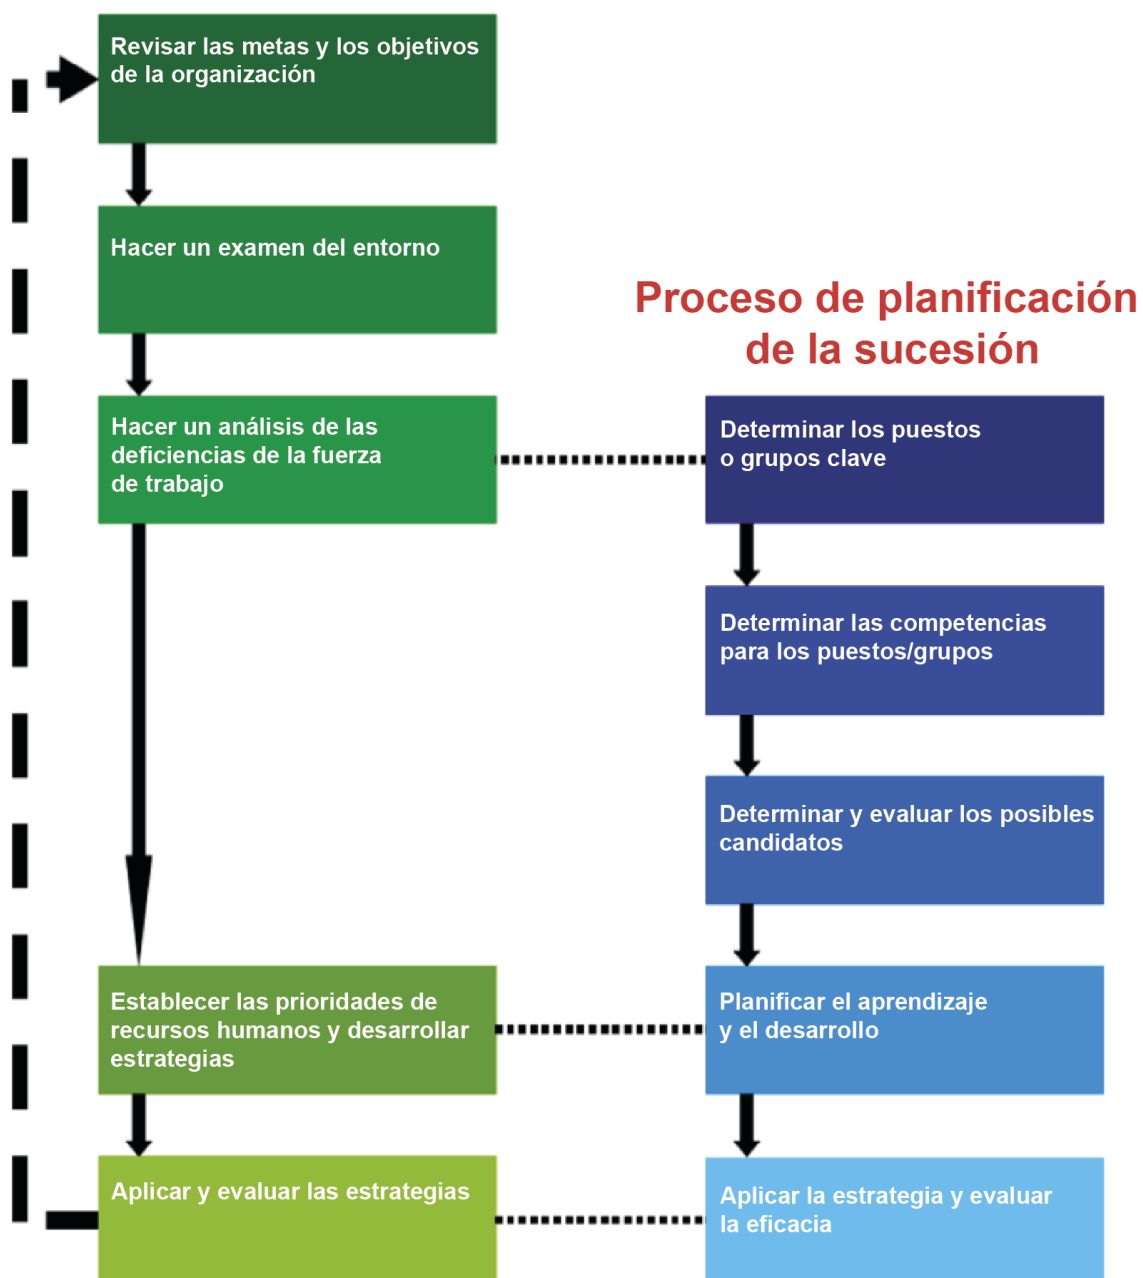 Revisar las metas y los objetivos
de la organización
Hacer un examen del entorno
Hacer un análisis de las
deficiencias de la fuerza
de trabajo
Establecer las prioridades de
recursos humanos y desarrollar
estrategias
Aplicar y evaluar las estrategias
Proceso de planificación
de la sucesión
Determinar los puestos
o grupos clave
Determinar las competencias
para los puestos/grupos
Determinar y evaluar los posibles
candidatos
Planificar el aprendizaje
y el desarrollo
Aplicar la estrategia y evaluar
la eficacia